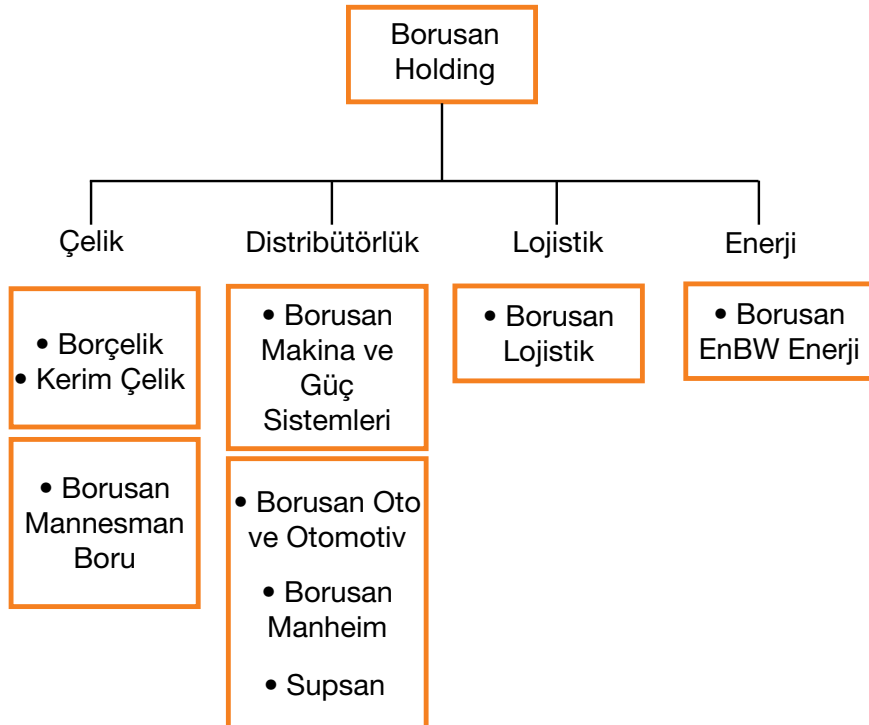 Borusan
Holding
Çelik
• Borçelik
• Kerim Çelik
• Borusan
Mannesman
Boru
Distribütörlük
• Borusan
Makina ve
Güç
Sistemleri
• Borusan Oto
ve Otomotiv
• Borusan
Manheim
• Supsan
Lojistik
• Borusan
Lojistik
Enerji
• Borusan
EnBW Enerji